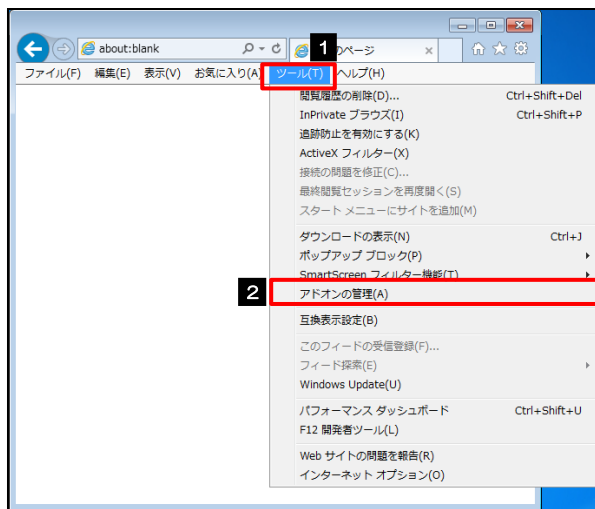 1
about:blank
のページ
ファイル(F) 編集(E) 表示(V) お気に入り(A) ツール(T) ヘルプ(H)
閲覧履歴の削除(D)... Ctrl+Shift+Del
InPrivate ブラウズ(I) Ctrl+Shift+P
追跡防止を有効にする(K)
ActiveX フィルター(X)
接続の問題を修正(C)...
最終閲覧セッションを再度開く(S)
スタート メニューにサイトを追加(M)
ダウンロードの表示(N) Ctrl+J
ポップアップ ブロック(P)
SmartScreen フィルター機能(T)
2 アドオンの管理(A)
互換表示設定(B)
このフィードの受信登録(F)...
フィード探索(E)
Windows Update(U)
パフォーマンス ダッシュボード Ctrl+Shift+U
F12 開発者ツール(L)
Web サイトの問題を報告(R)
インターネット オプション(O)